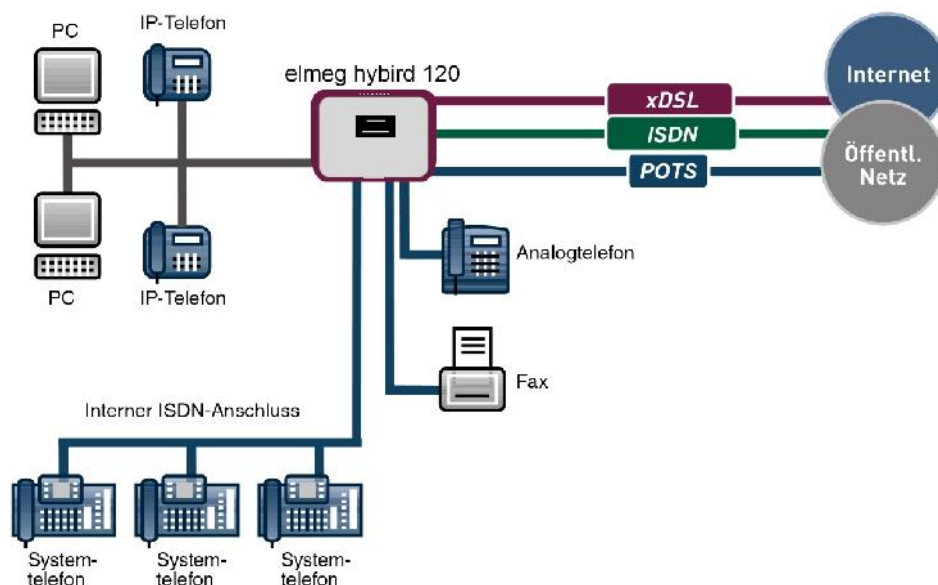 PC
IP-Telefon
elmeg hybird 120
xDSL
Internet
ISDN
POTS
Öffentl.
Netz
PC
IP-Telefon
Analogtelefon
Fax
Interner ISDN-Anschluss
System-
telefon
System-
telefon
System-
telefon